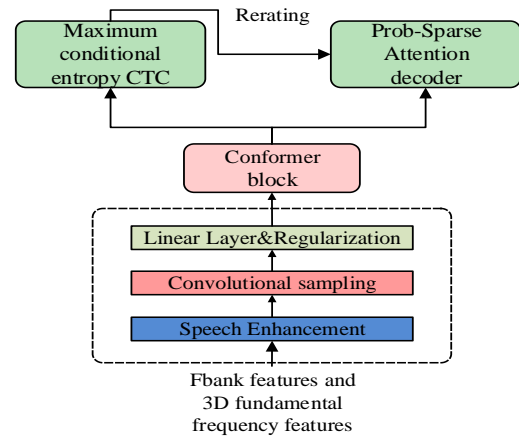 Rerating
Maximum
conditional
entropy CTC
Prob-Sparse
Attention
decoder
Conformer
block
Linear Layer&Regularization
Convolutional sampling
Speech Enhancement
Fbank features and
3D fundamental
frequency features